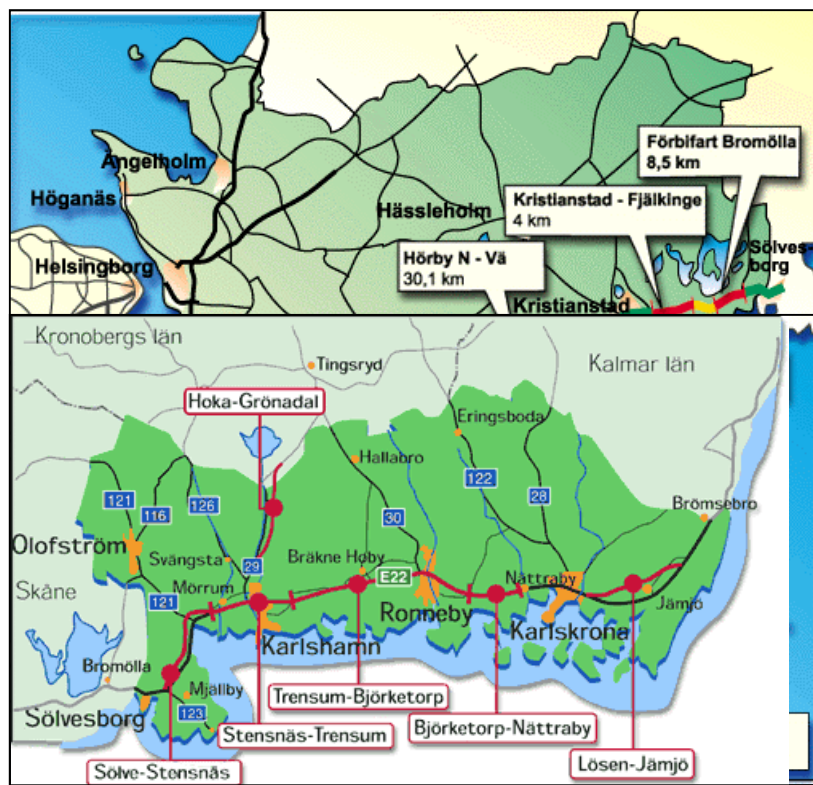 Förbifart Bromölla
8,5 km
Ängelholm
Höganäs
Kristianstad - Fjälkinge
4 km
Hässleholm
Sölves-
borg
Hörby N - Vä
30,1 km
Helsingborg
Kristianstad
Kronobergs län
Tingsryd
Kalmar län
Hoka-Grönadal
Eringsboda
Hallabro
121
116
126
122
28
30
Brömsebro
Olofström
Svängsta
29
Bräkne Hoby
E22
Nättraby
Skåne
Mörrum
121
Ronneby
Jämjö
Karlskrona
Karlshamn
Bromölla
Mjällby
Trensum-Björketorp
Sölvesborg
123
Stensnäs-Trensum
Björketorp-Nättraby
Sölve-Stensnäs
Lösen-Jämjö